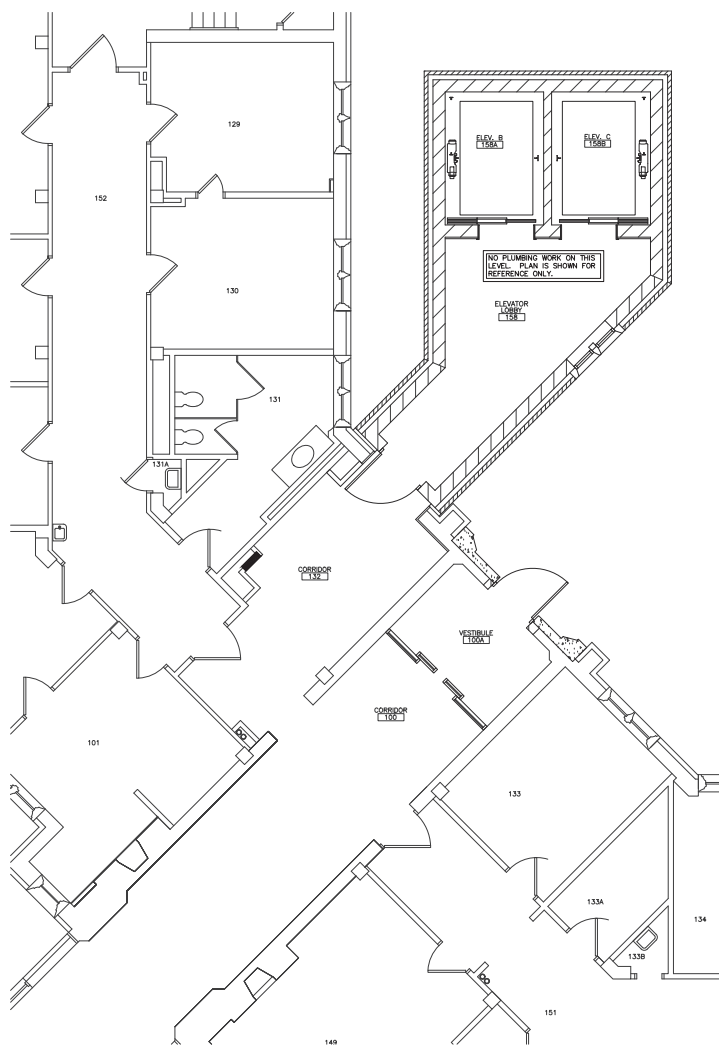 129
ELEV. B
158A
ELEV. C
158B
152
NO PLUMBING WORK ON THIS
LEVEL. PLAN IS SHOWN FOR
REFERENCE ONLY.
130
ELEVATOR
LOBBY
158
131
131A
CORRIDOR
132
VESTIBULE
100A
CORRIDOR
100
101
133
133A
134
133B
151
149